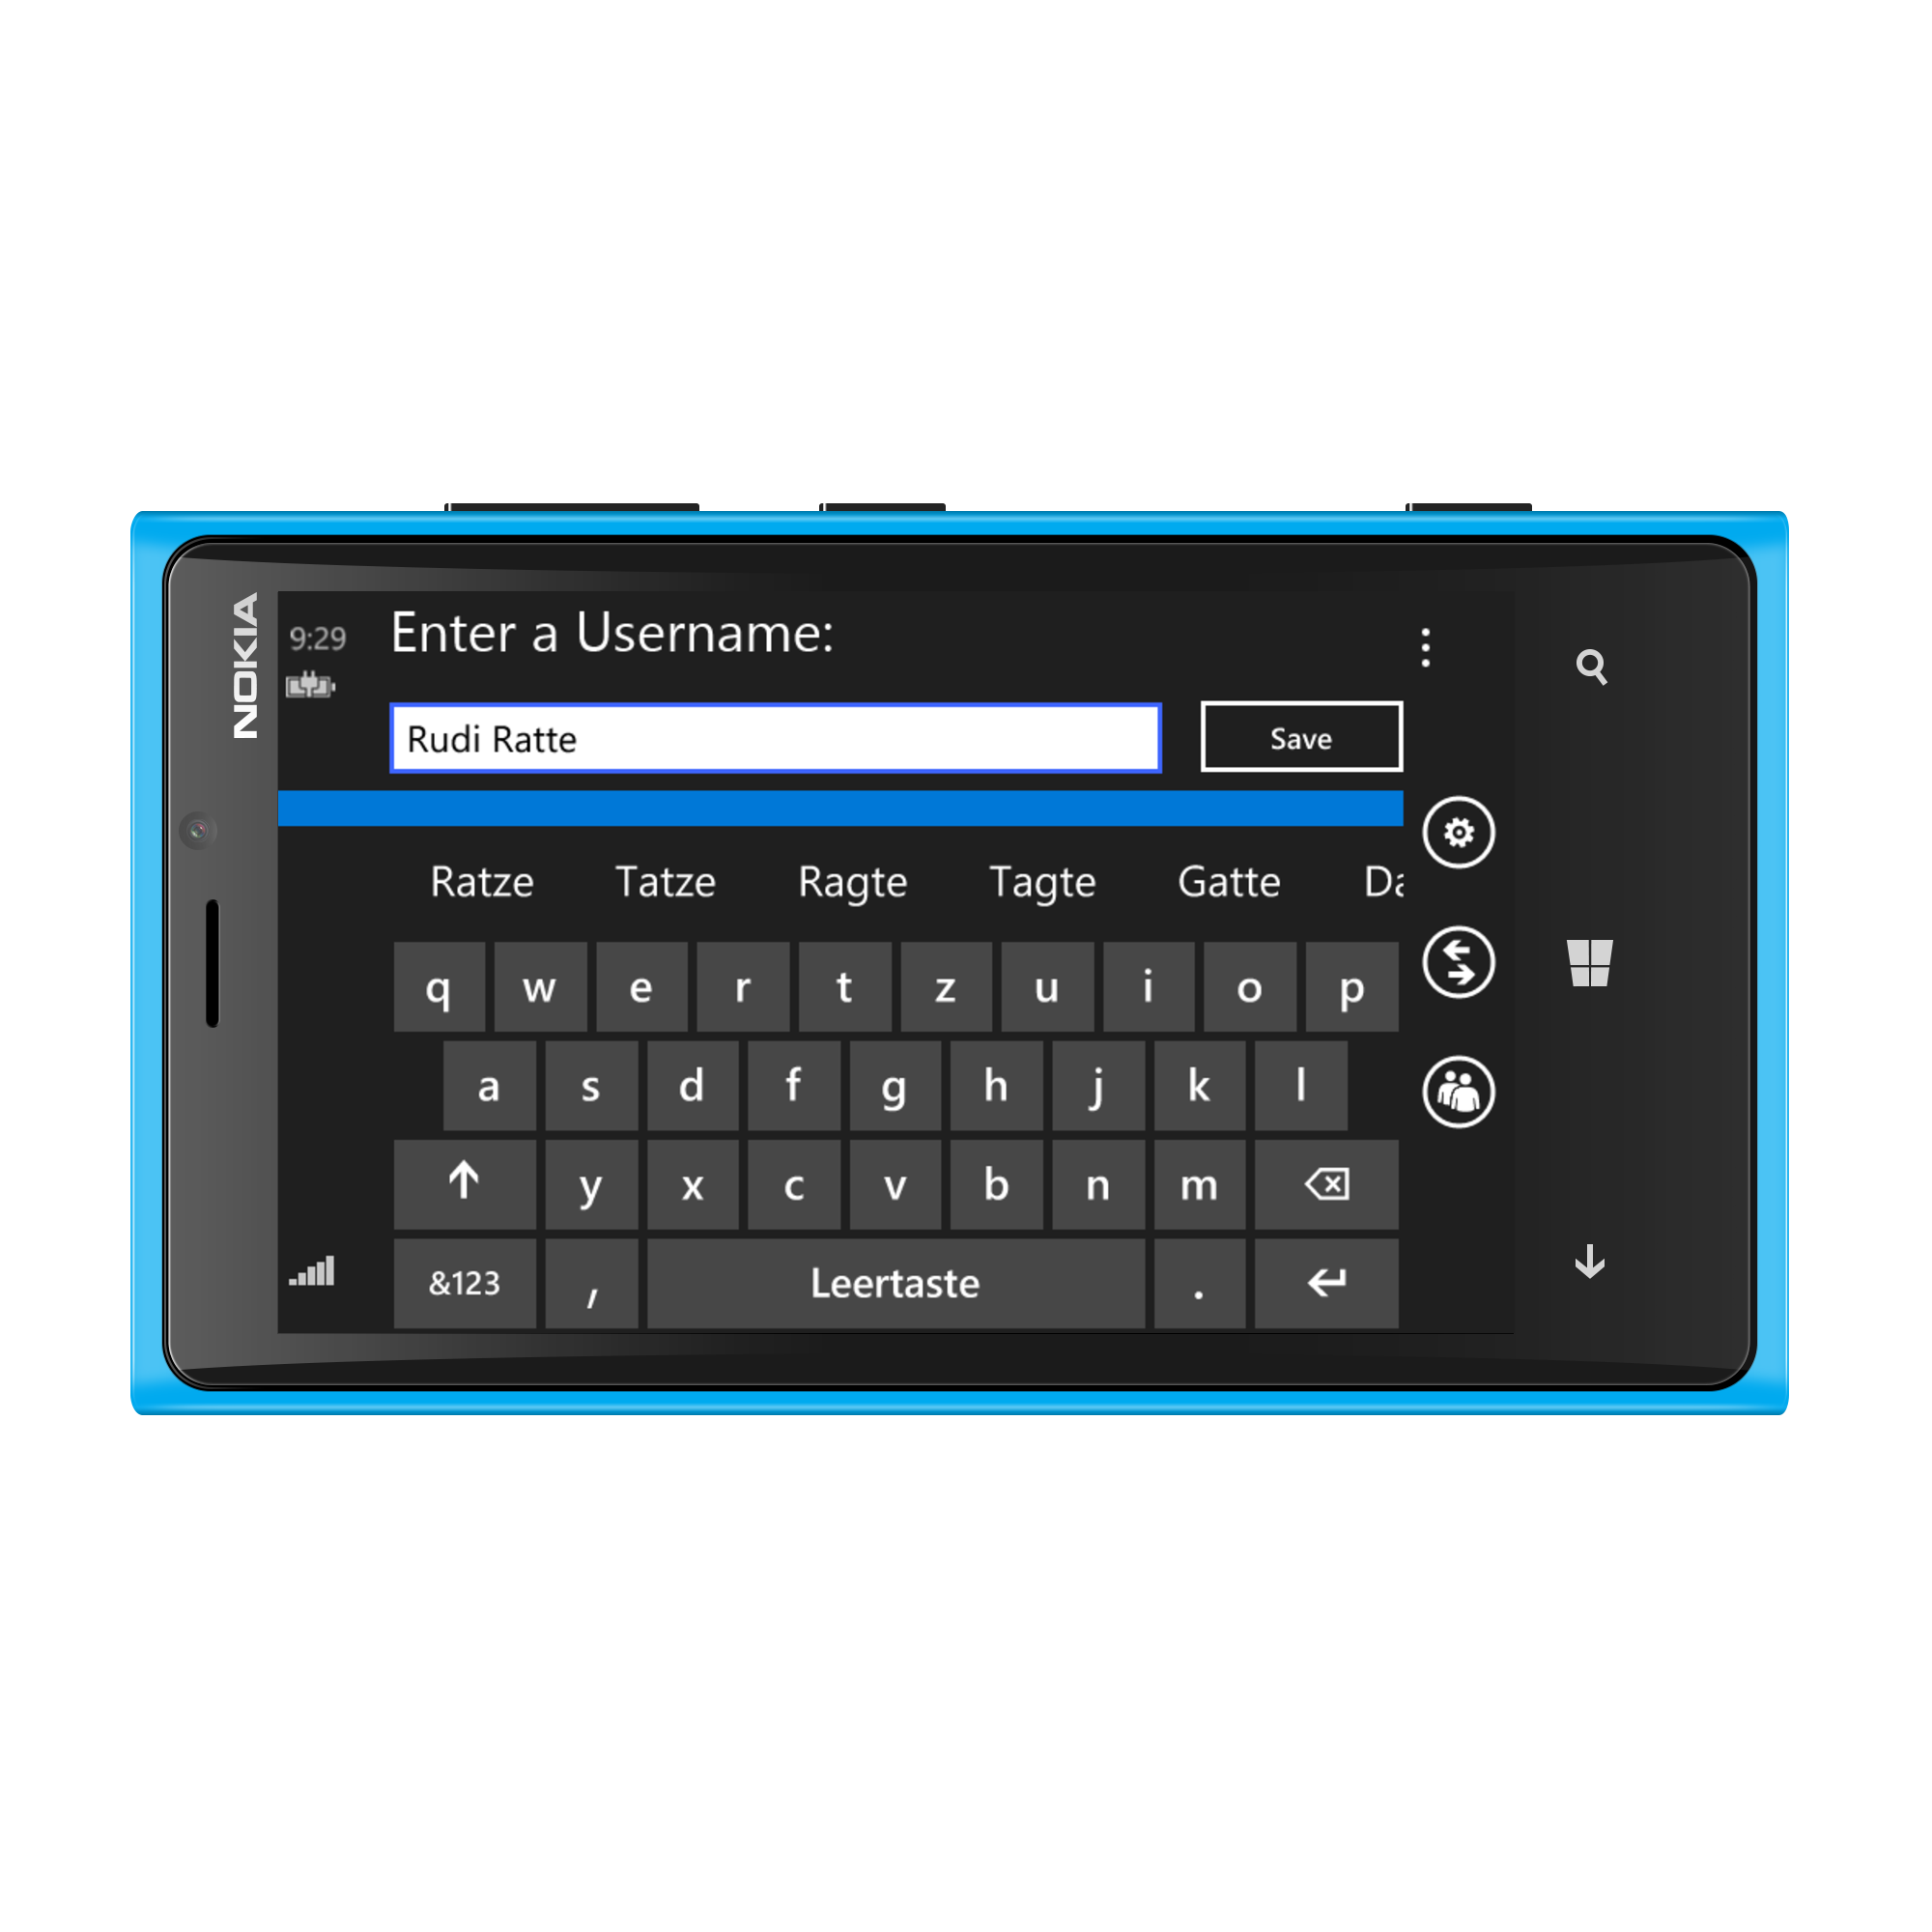 NOKIA
9:29
Enter a Username:
Rudi Ratte
Save
Ratze Tatze Ragte Tagte Gatte
q w e r t z u i o p
a s d f g h j k l
y x c v b n m
&123 , Leertaste .